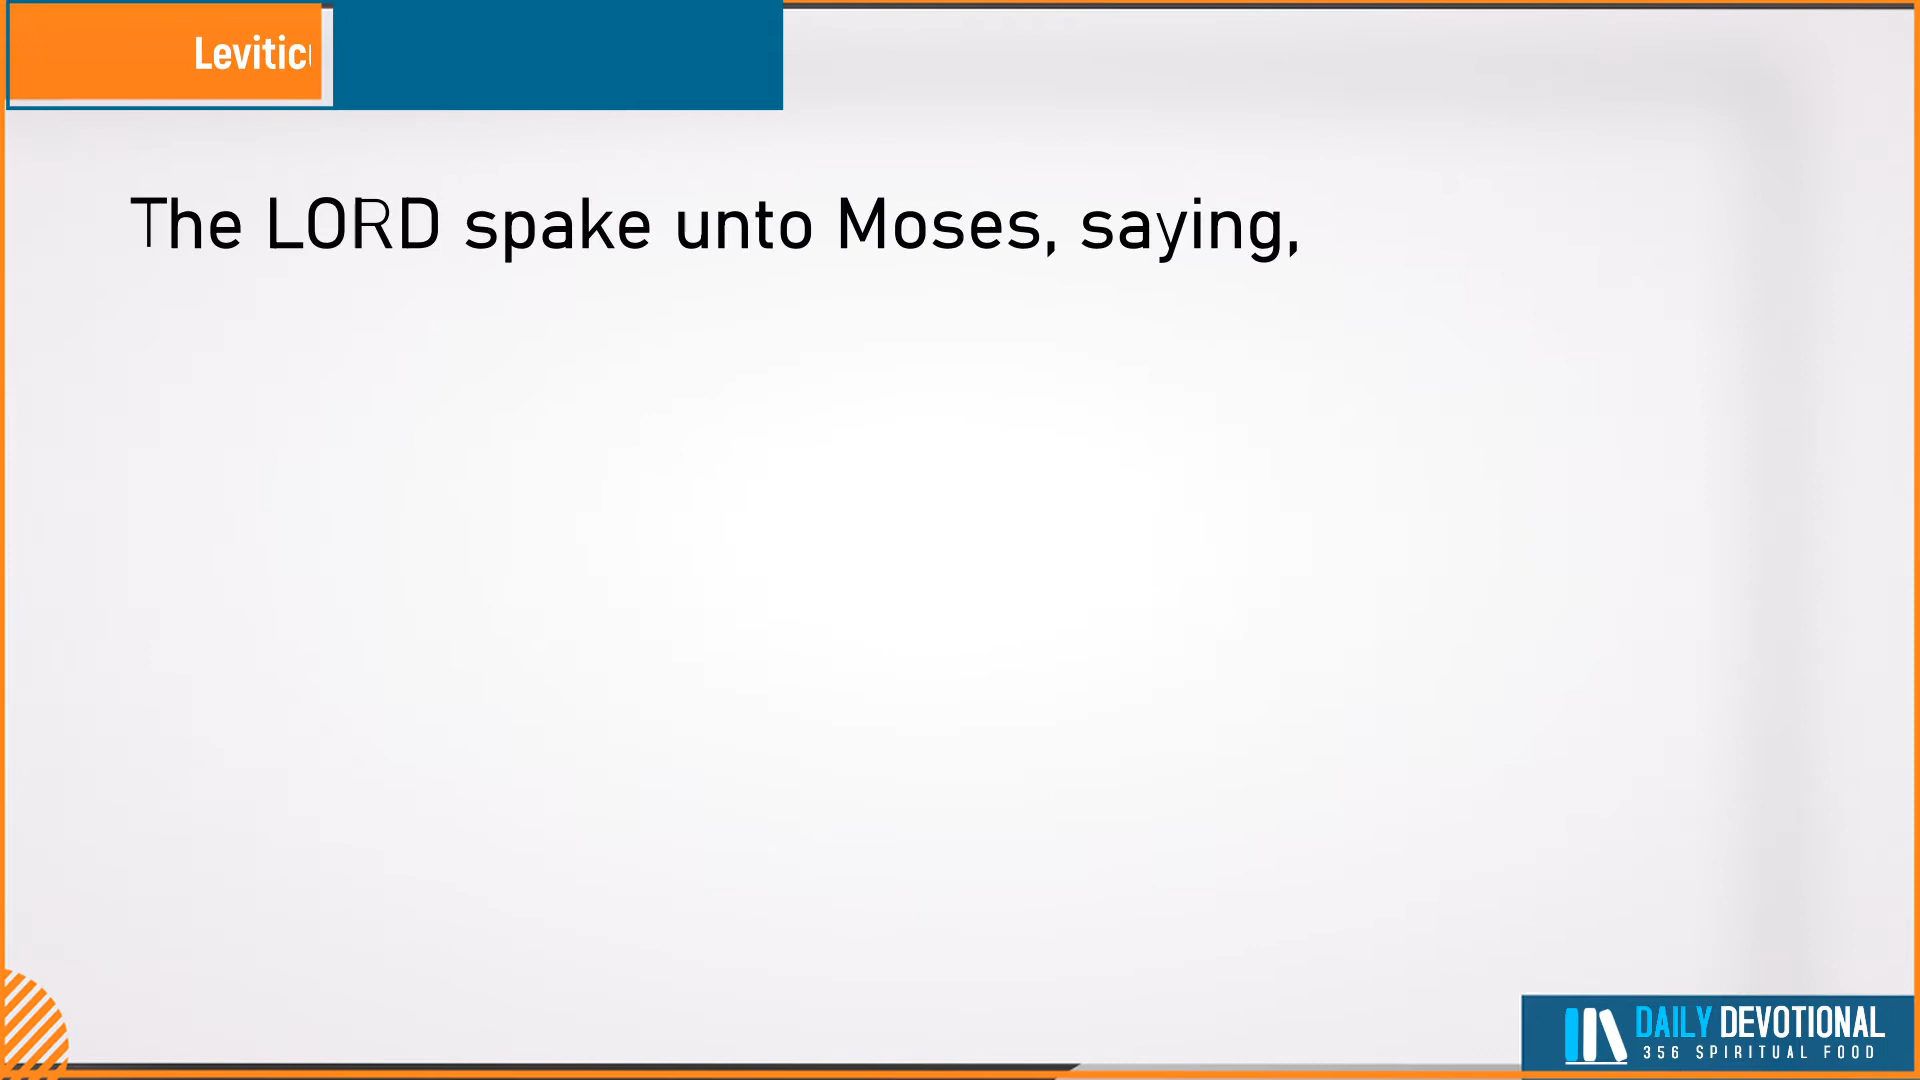 Levitic
The LORD spake unto Moses, saying,
DAILY DEVOTIONAL
356 SPIRITUAL FOOD